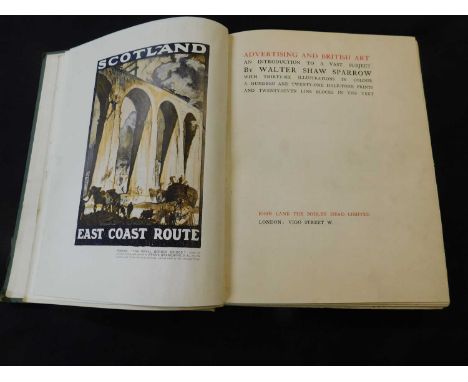 SCOTLAND
EAST COAST ROUTE
ADVERTISING AND BRITISH ART
AN INTRODUCTION TO A VAST SUBJECT
BY WALTER SHAW SPARROW
WITH THIRTY-SIX ILLUSTRATIONS IN COLOUR
A HUNDRED AND TWENTY-ONE HALF-TONE PRINTS
AND TWENTY-SEVEN LINE BLOCKS IN THE TEXT
JOHN LANE THE BODLEY HEAD LIMITED
LONDON: VIGO STREET W.